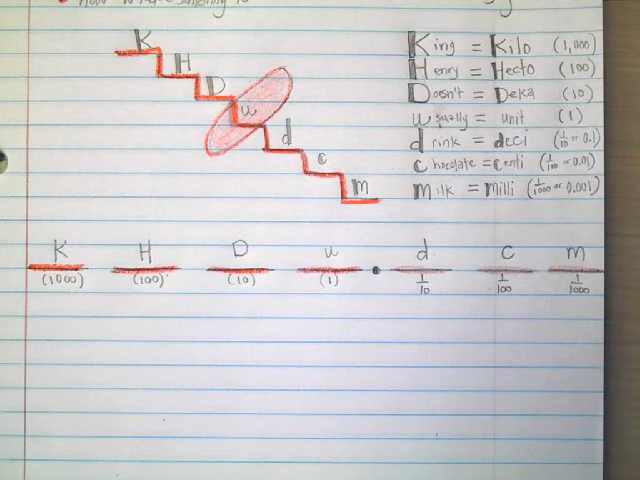 K
H
D
u
d
c
m
King = Kilo (1,000)
Henry = Hecto (100)
Doesn't = Deka (10)
usually = unit (1)
drink = deci (1/10 or 0.1)
chocolate = centi (1/100 or 0.01)
milk = milli (1/1000 or 0.001)
K H D u . d c m
(1000) (100) (10) (1) 1/10 1/100 1/1000